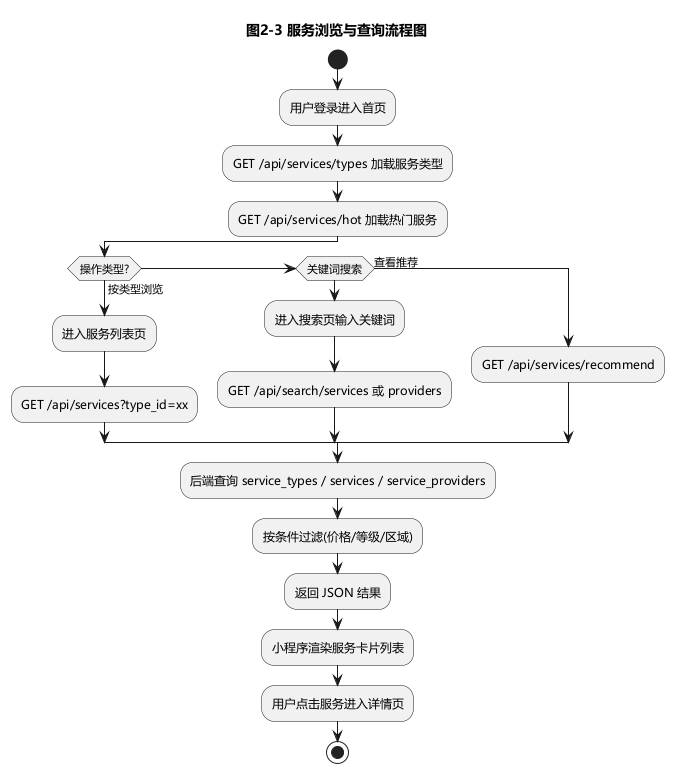 图2-3 服务浏览与查询流程图
用户登录进入首页
GET /api/services/types 加载服务类型
GET /api/services/hot 加载热门服务
操作类型?
按类型浏览
关键词搜索
查看推荐
进入服务列表页
进入搜索页输入关键词
GET /api/services/recommend
GET /api/services?type_id=xx
GET /api/search/services 或 providers
后端查询 service_types / services / service_providers
按条件过滤(价格/等级/区域)
返回 JSON 结果
小程序渲染服务卡片列表
用户点击服务进入详情页